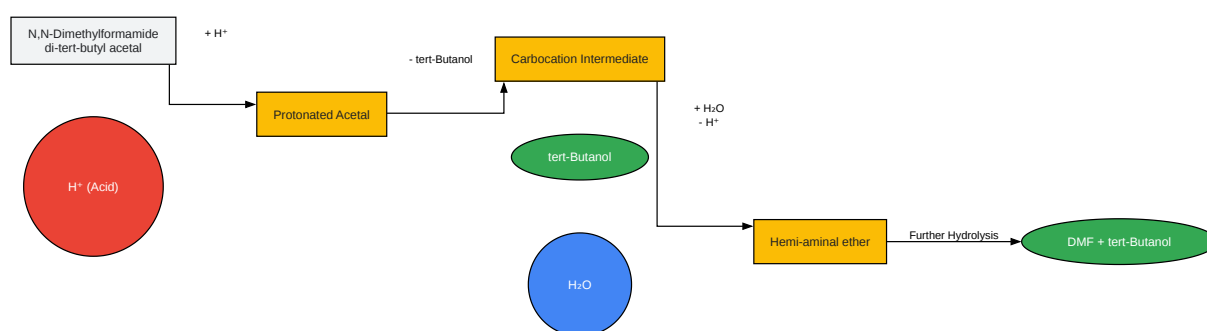 N,N-Dimethylformamide
di-tert-butyl acetal
+ H⁺
- tert-Butanol
Carbocation Intermediate
Protonated Acetal
+ H₂O
- H⁺
tert-Butanol
H⁺ (Acid)
Hemi-aminal ether
Further Hydrolysis
DMF + tert-Butanol
H₂O